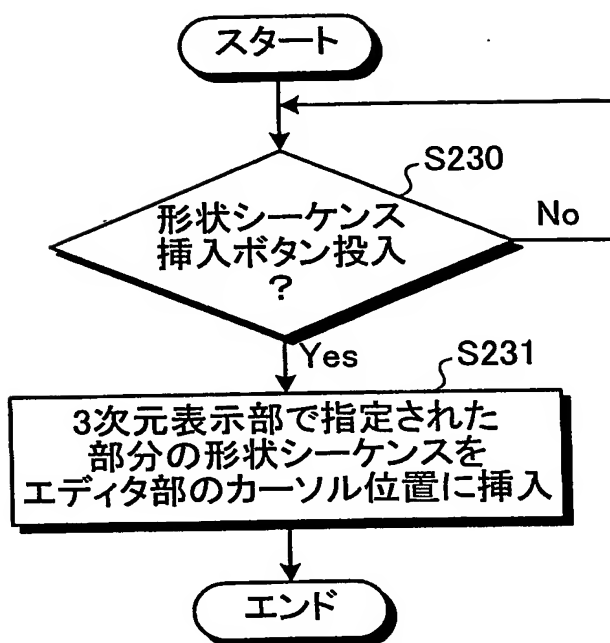 スタート
S230
形状シーケンス
挿入ボタン投入
?
No
Yes
S231
3次元表示部で指定された
部分の形状シーケンスを
エディタ部のカーソル位置に挿入
エンド